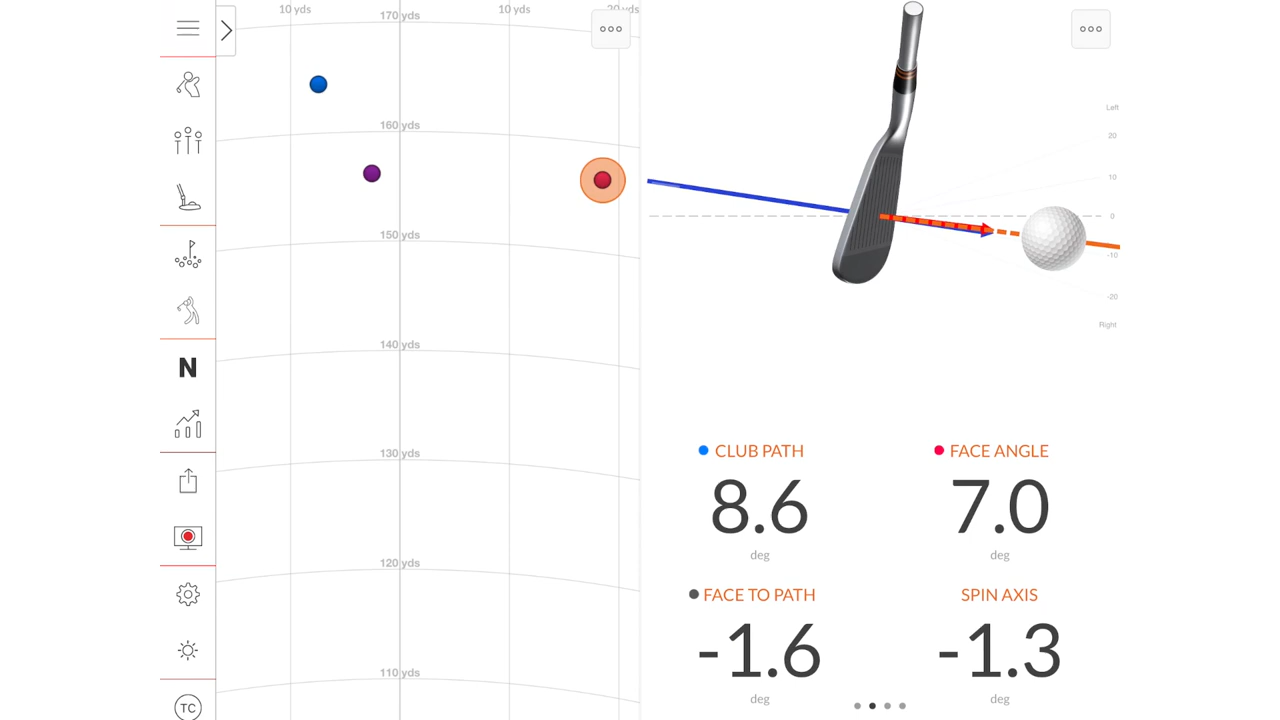 10 yds
10 yds
20 yds
170 yds
160 yds
150 yds
140 yds
130 yds
120 yds
110 yds
N
TC
Left
20
10
0
-10
-20
Right
CLUB PATH
8.6
deg
FACE ANGLE
7.0
deg
FACE TO PATH
-1.6
deg
SPIN AXIS
-1.3
deg